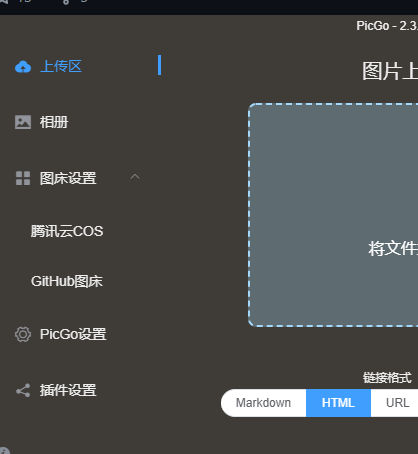 PicGo - 2.3.
上传区
图片上
相册
图床设置
腾讯云COS
将文件
GitHub图床
PicGo设置
链接格式
插件设置
Markdown
HTML
URL